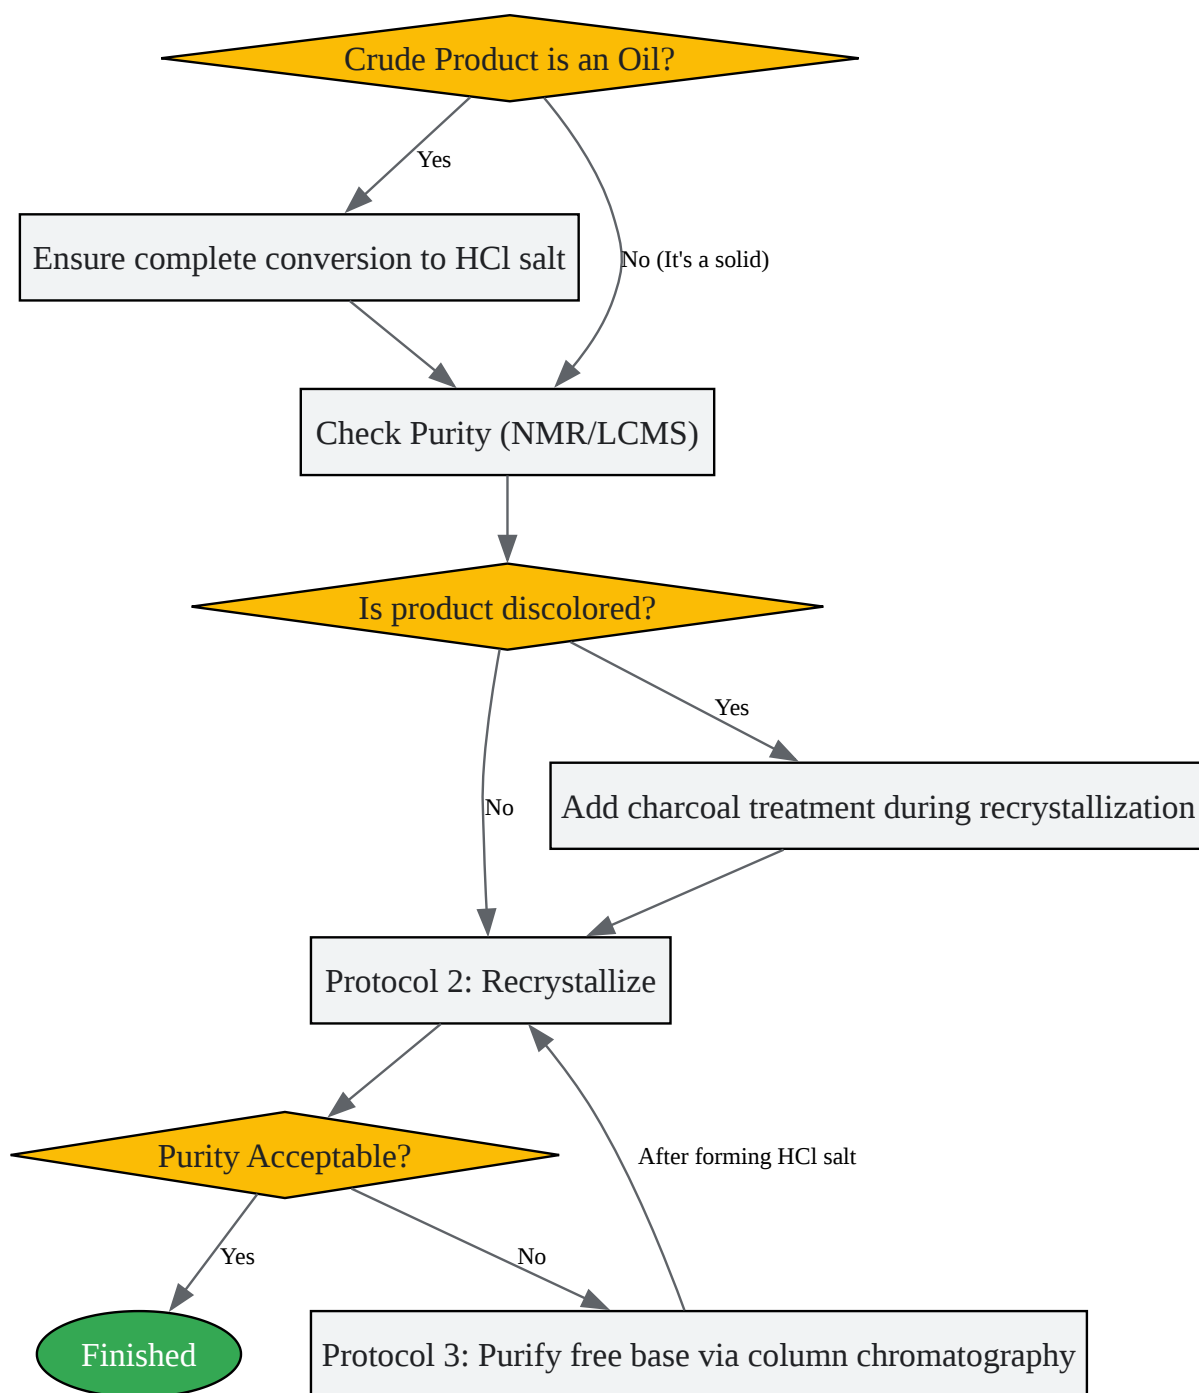 Crude Product is an Oil?
Yes
Ensure complete conversion to HCl salt
No (It's a solid)
Check Purity (NMR/LCMS)
Is product discolored?
Yes
No
Add charcoal treatment during recrystallization
Protocol 2: Recrystallize
Purity Acceptable?
After forming HCl salt
Yes
No
Finished
Protocol 3: Purify free base via column chromatography